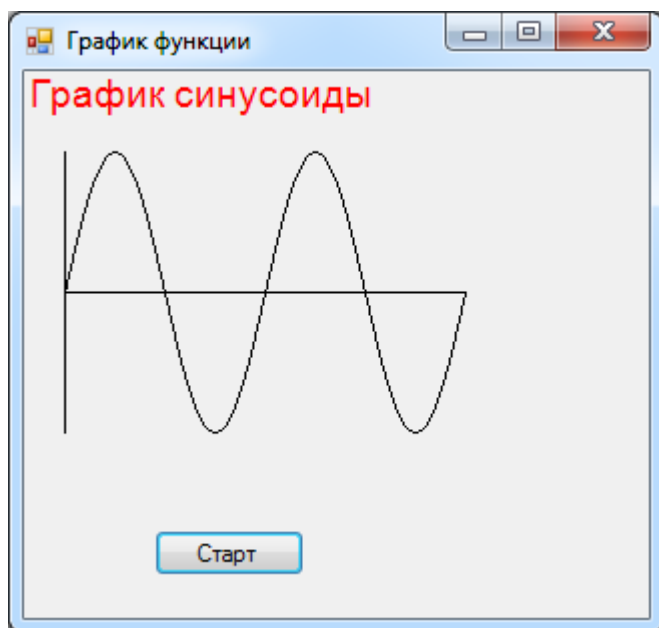 График функции
График синусоиды
Старт